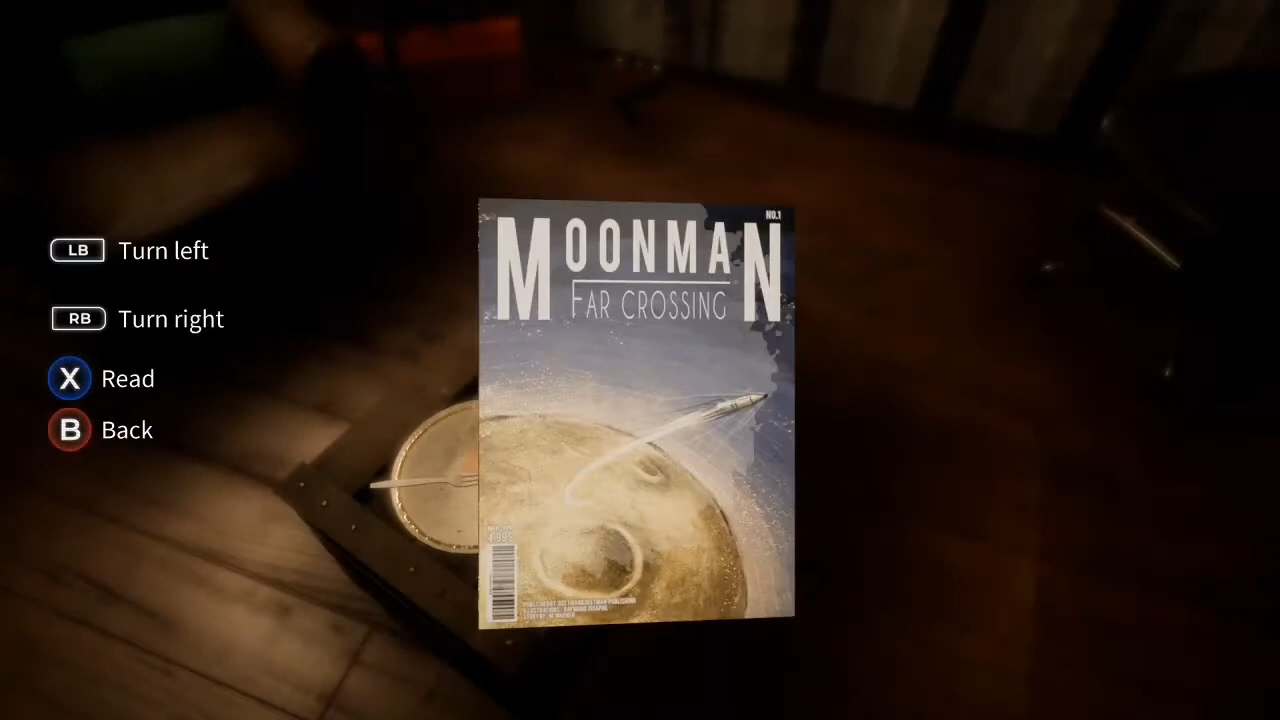 LB Turn left
RB Turn right
X Read
B Back
NO.1
MOONMAN
FAR CROSSING